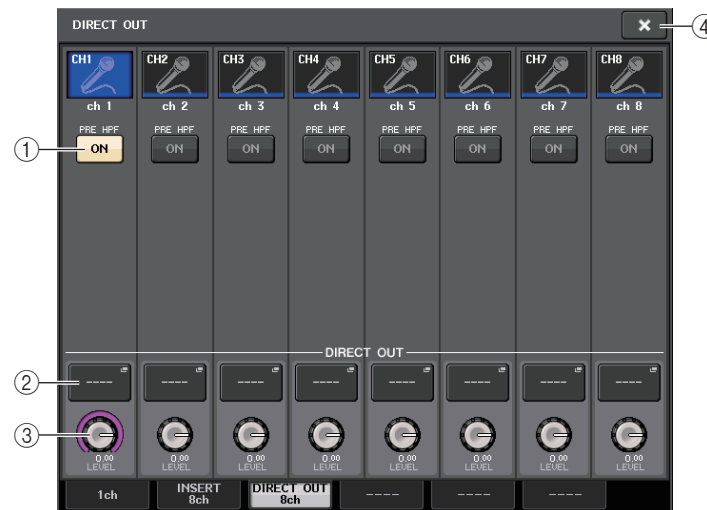 DIRECT OUT
4
CH1 CH2 CH3 CH4 CH5 CH6 CH7 CH8
ch 1 ch 2 ch 3 ch 4 ch 5 ch 6 ch 7 ch 8
PRE HPF PRE HPF PRE HPF PRE HPF PRE HPF PRE HPF PRE HPF PRE HPF
1 ON ON ON ON ON ON ON ON
DIRECT OUT
2 ---- ---- ---- ---- ---- ---- ---- ----
3
0.00 0.00 0.00 0.00 0.00 0.00 0.00 0.00
LEVEL LEVEL LEVEL LEVEL LEVEL LEVEL LEVEL LEVEL
1ch INSERT 8ch DIRECT OUT 8ch ---- ---- ----